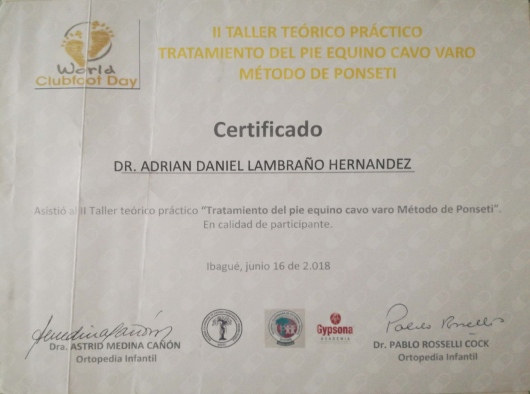 II TALLER TEÓRICO PRÁCTICO
TRATAMIENTO DEL PIE EQUINO CAVO VARO
MÉTODO DE PONSETI
World
Clubfoot Day
Certificado
DR. ADRIAN DANIEL LAMBRAÑO HERNANDEZ
Asistió al II Taller teórico práctico “Tratamiento del pie equino cavo varo Método de Ponseti”.
En calidad de participante.
Ibagué, junio 16 de 2.018
Gypsona
Dra. ASTRID MEDINA CAÑÓN
Ortopedia Infantil
Dr. PABLO ROSSELLI COCK
Ortopedia Infantil